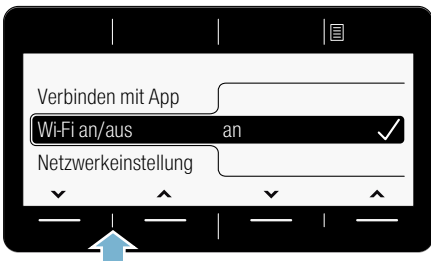 Verbinden mit App
Wi-Fi an/aus an
Netzwerkeinstellung